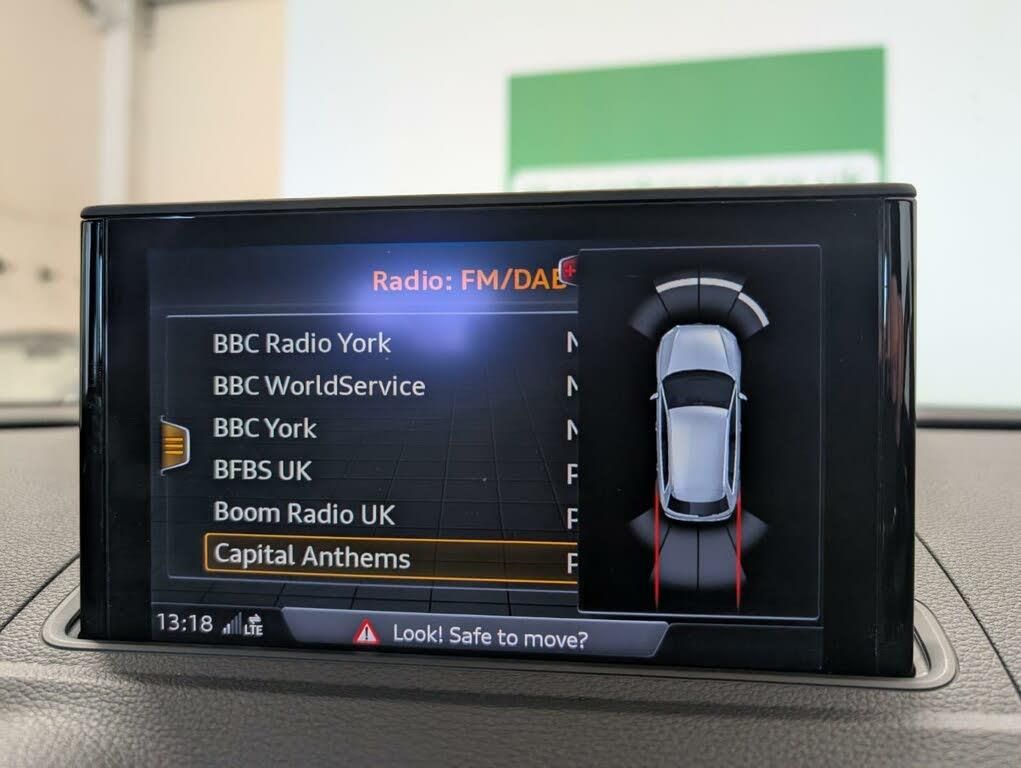 Radio: FM/DAB
BBC Radio York
BBC WorldService
BBC York
BFBS UK
Boom Radio UK
Capital Anthems
13:18 LTE
Look! Safe to move?